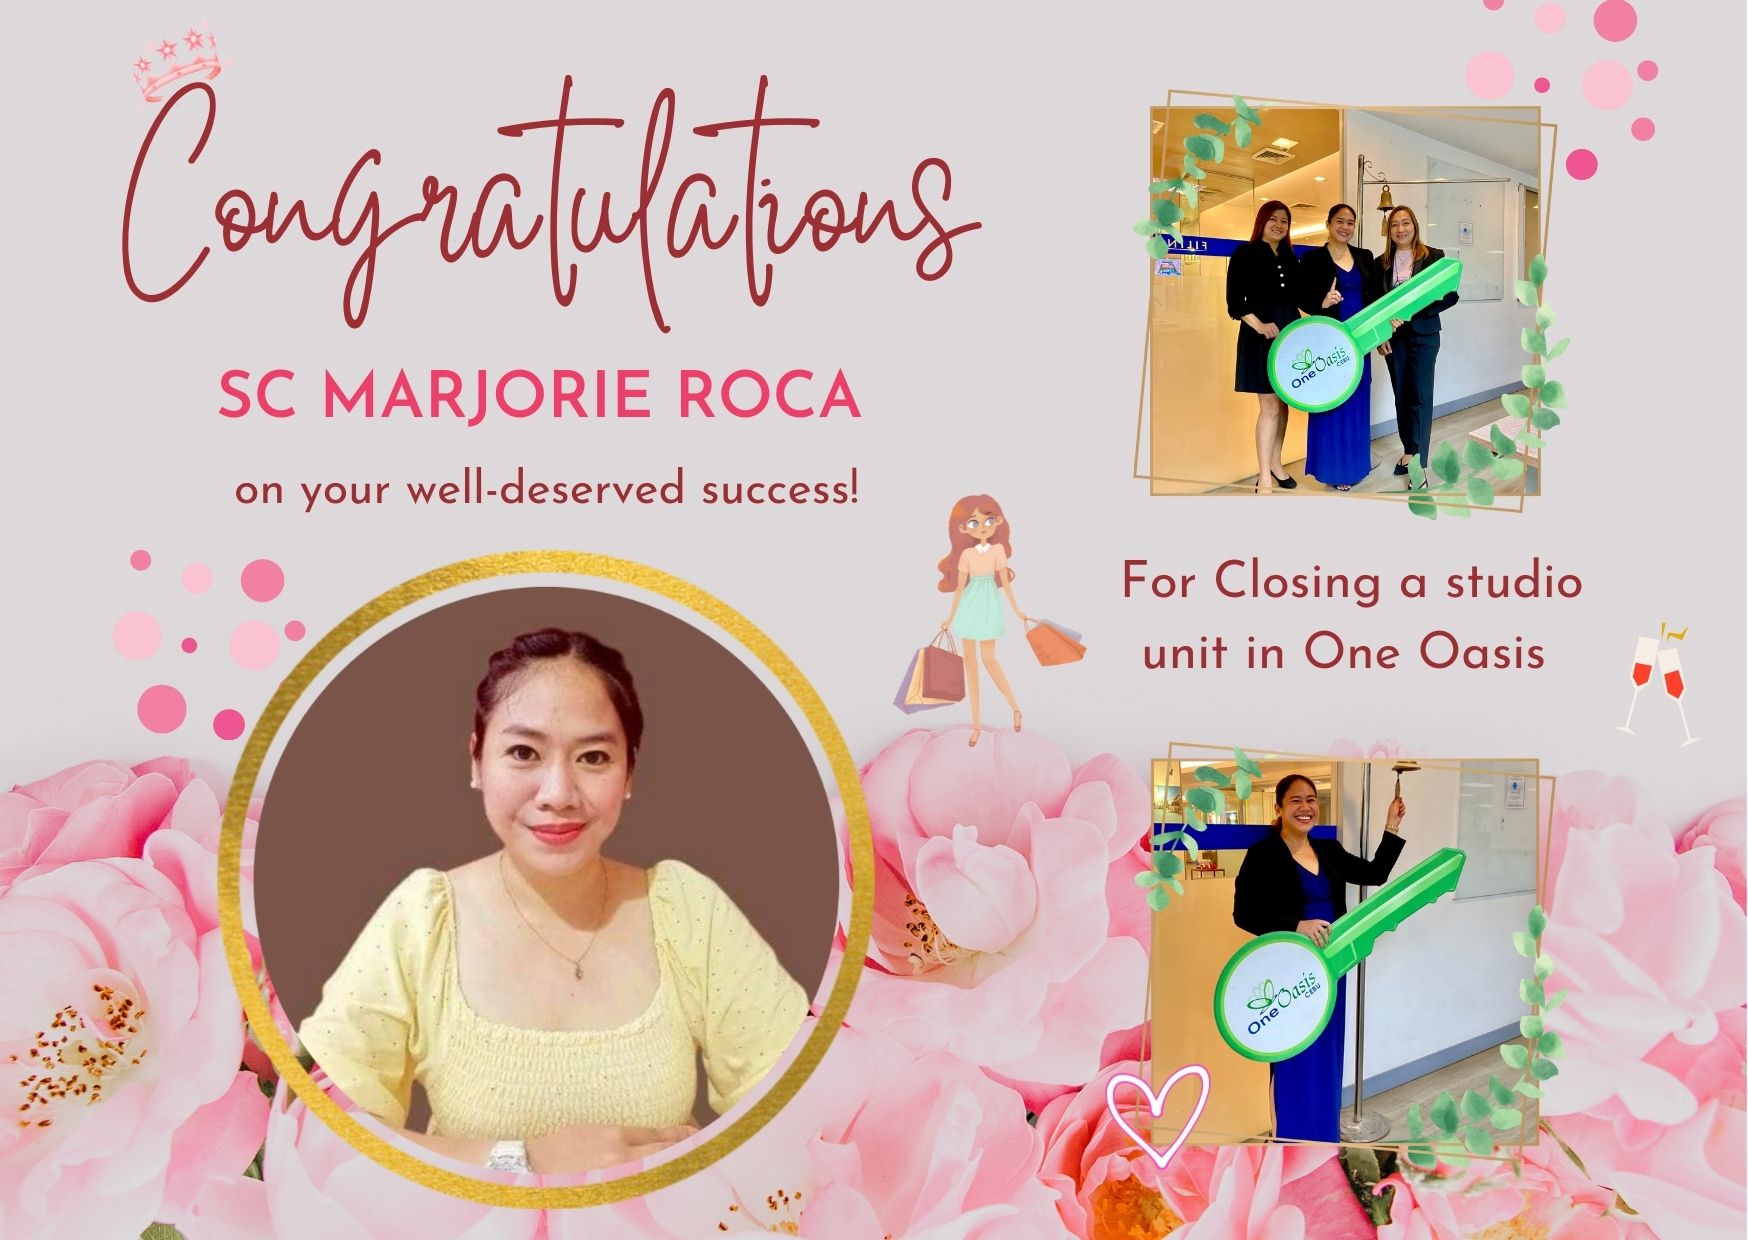 Congratulations
SC MARJORIE ROCA
on your well-deserved success!
For Closing a studio
unit in One Oasis
One Oasis
CEBU
One Oasis
CEBU